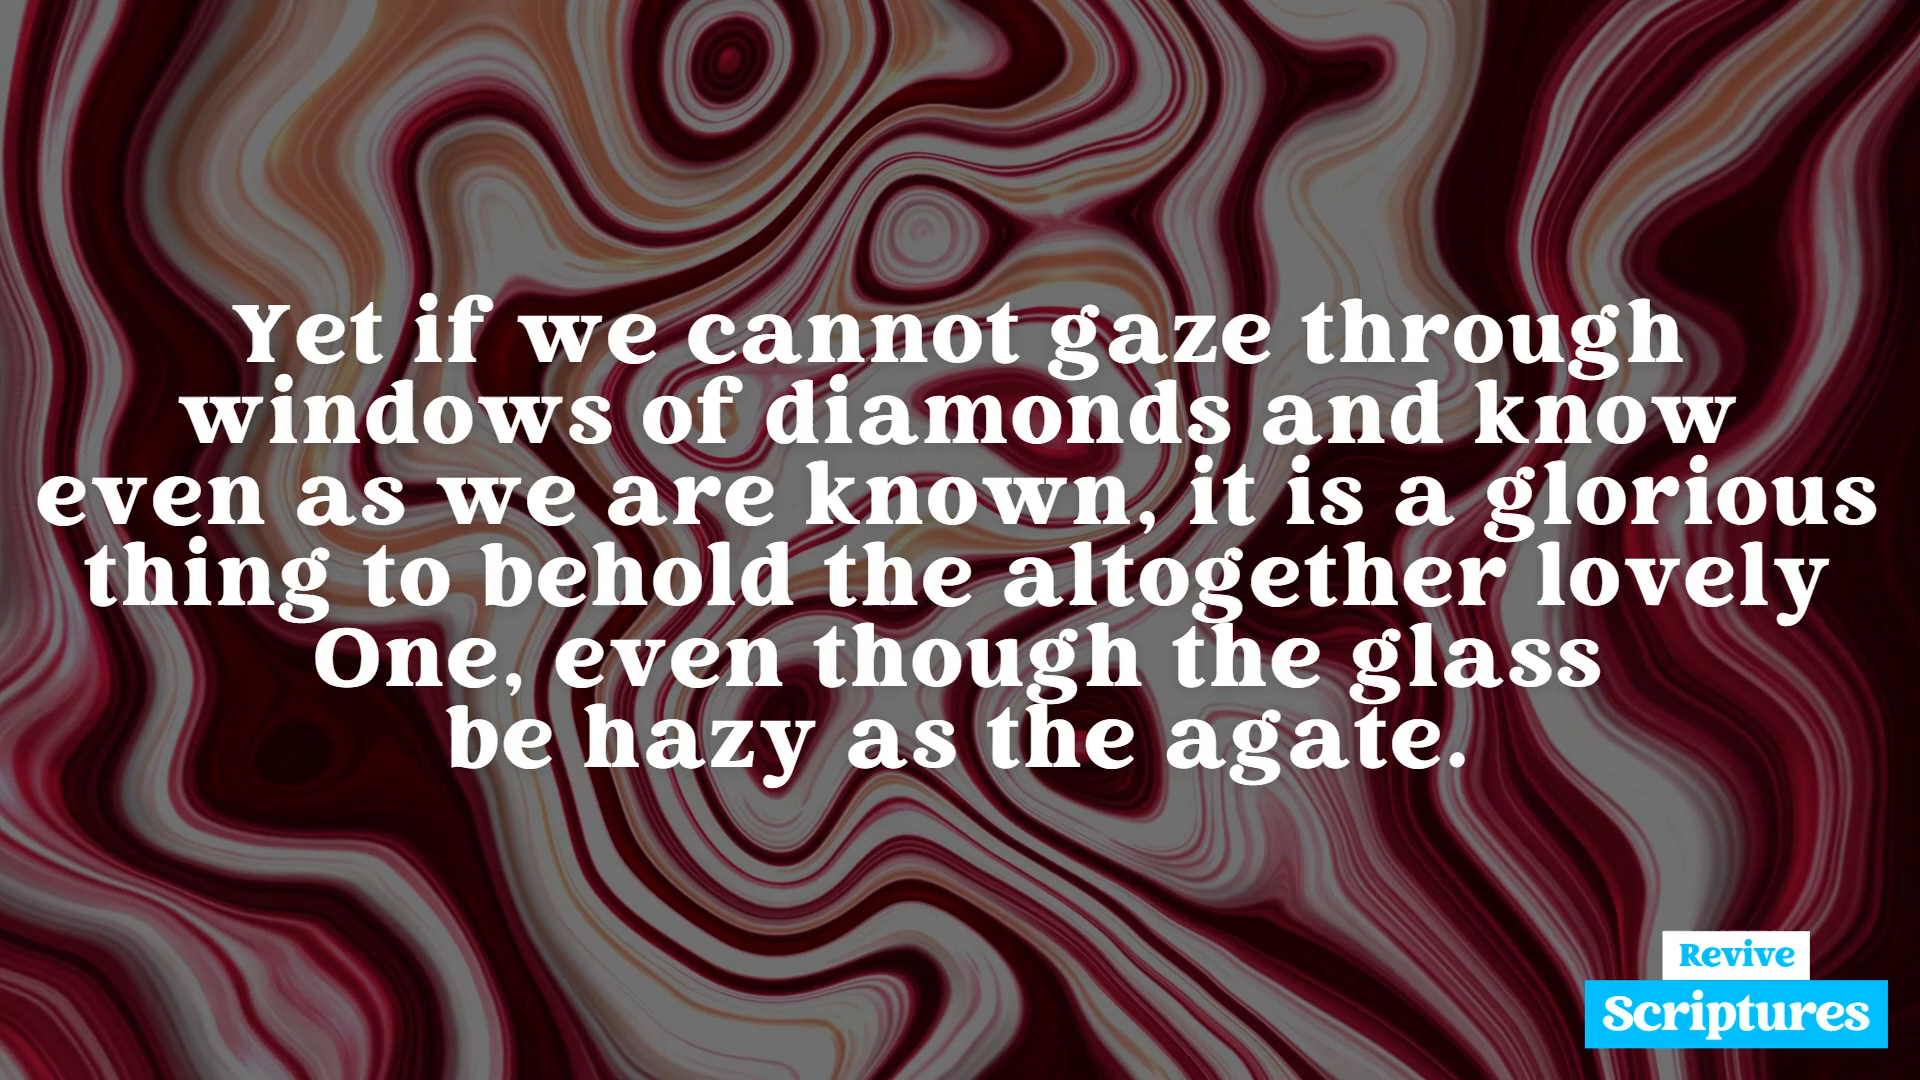 Yet if we cannot gaze through
windows of diamonds and know
even as we are known, it is a glorious
thing to behold the altogether lovely
One, even though the glass
be hazy as the agate.
Revive
Scriptures